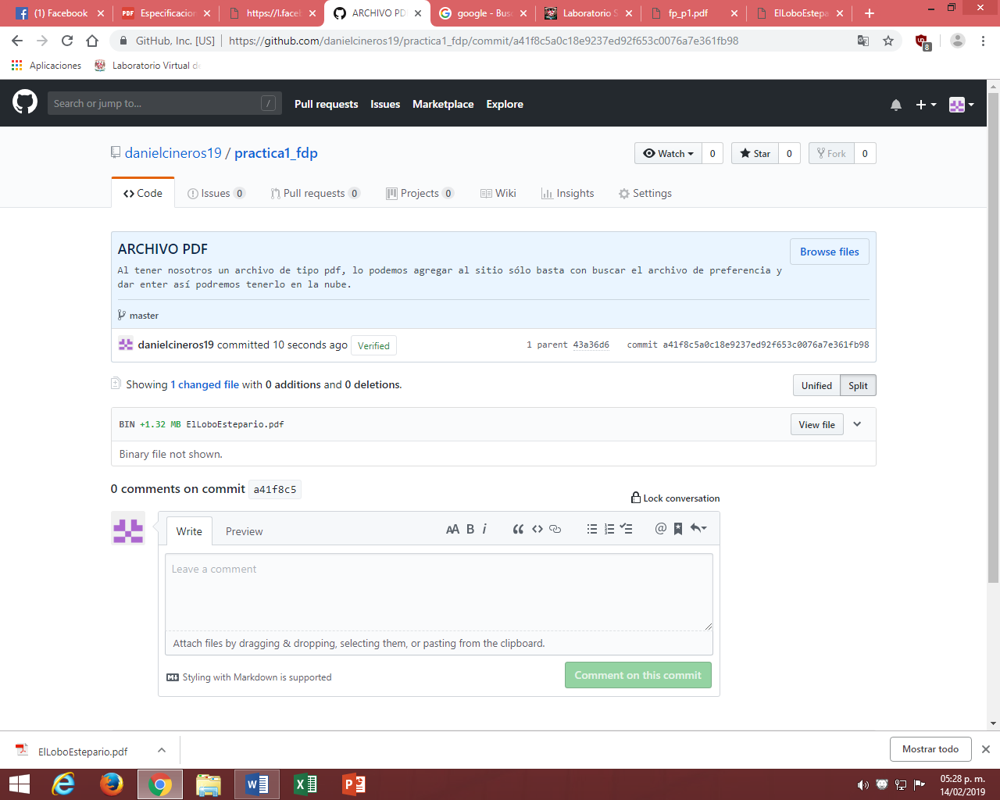 (1) Facebook
Especificacion
https://l.faceb
ARCHIVO PD
google - Bus
Laboratorio S
fp_p1.pdf
ElLoboEstepa
GitHub, Inc. [US]
https://github.com/danielcineros19/practica1_fdp/commit/a41f8c5a0c18e9237ed92f653c0076a7e361fb98
8
Aplicaciones
Laboratorio Virtual de
Search or jump to...
/
Pull requests
Issues
Marketplace
Explore
danielcineros19 / practica1_fdp
Watch
0
Star
0
Fork
0
Code
Issues 0
Pull requests 0
Projects 0
Wiki
Insights
Settings
ARCHIVO PDF
Browse files
Al tener nosotros un archivo de tipo pdf, lo podemos agregar al sitio sólo basta con buscar el archivo de preferencia y
dar enter así podremos tenerlo en la nube.
master
danielcineros19 committed 10 seconds ago
Verified
1 parent 43a36d6
commit a41f8c5a0c18e9237ed92f653c0076a7e361fb98
Showing 1 changed file with 0 additions and 0 deletions.
Unified
Split
BIN +1.32 MB ElLoboEstepario.pdf
View file
Binary file not shown.
0 comments on commit a41f8c5
Lock conversation
Write
Preview
AA B i
Leave a comment
Attach files by dragging & dropping, selecting them, or pasting from the clipboard.
Styling with Markdown is supported
Comment on this commit
ElLoboEstepario.pdf
Mostrar todo
05:28 p. m.
14/02/2019